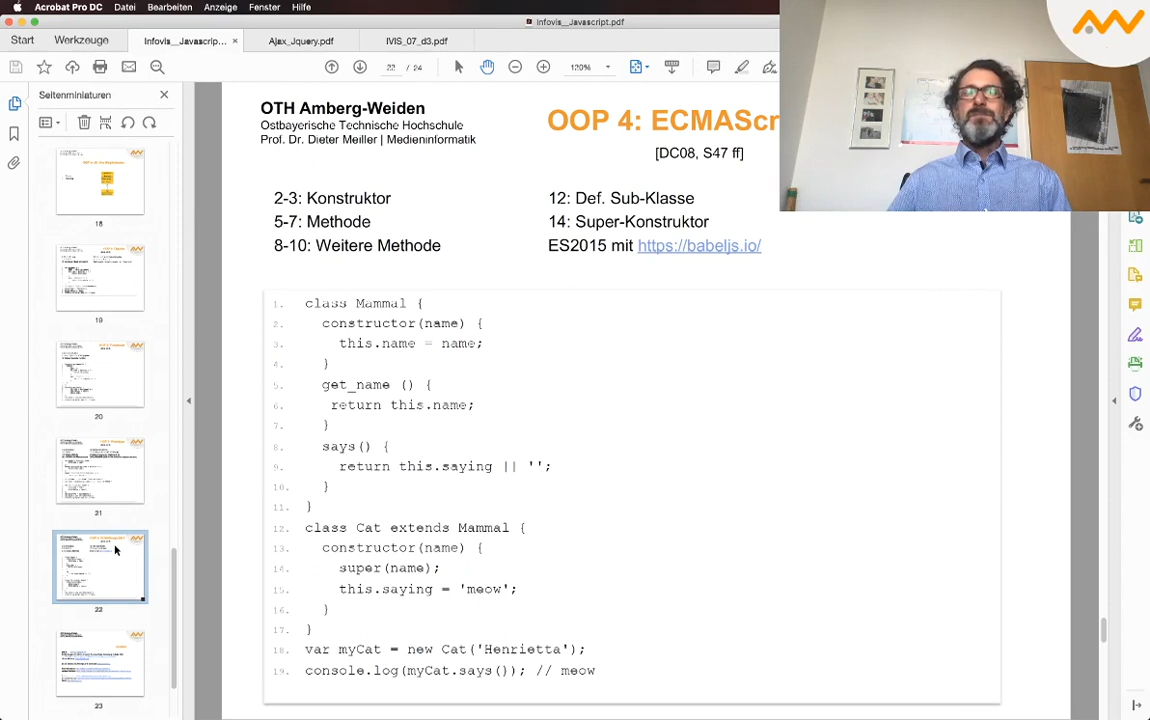 Acrobat Pro DC Datei Bearbeiten Anzeige Fenster Hilfe
Infovis_Javascript.pdf
Start Werkzeuge Infovis__Javascrip... × Ajax_Jquery.pdf IVIS_07_d3.pdf
22 / 24 120%
Seitenminiaturen
18
19
20
21
22
23
OTH Amberg-Weiden
Ostbayerische Technische Hochschule
Prof. Dr. Dieter Meiller | Medieninformatik
OOP 4: ECMAScr
[DC08, S47 ff]
2-3: Konstruktor
5-7: Methode
8-10: Weitere Methode
12: Def. Sub-Klasse
14: Super-Konstruktor
ES2015 mit https://babeljs.io/
1. class Mammal {
2. constructor(name) {
3. this.name = name;
4. }
5. get_name () {
6. return this.name;
7. }
8. says() {
9. return this.saying || '';
10. }
11. }
12. class Cat extends Mammal {
13. constructor(name) {
14. super(name);
15. this.saying = 'meow';
16. }
17. }
18. var myCat = new Cat('Henrietta');
19. console.log(myCat.says()); // meow